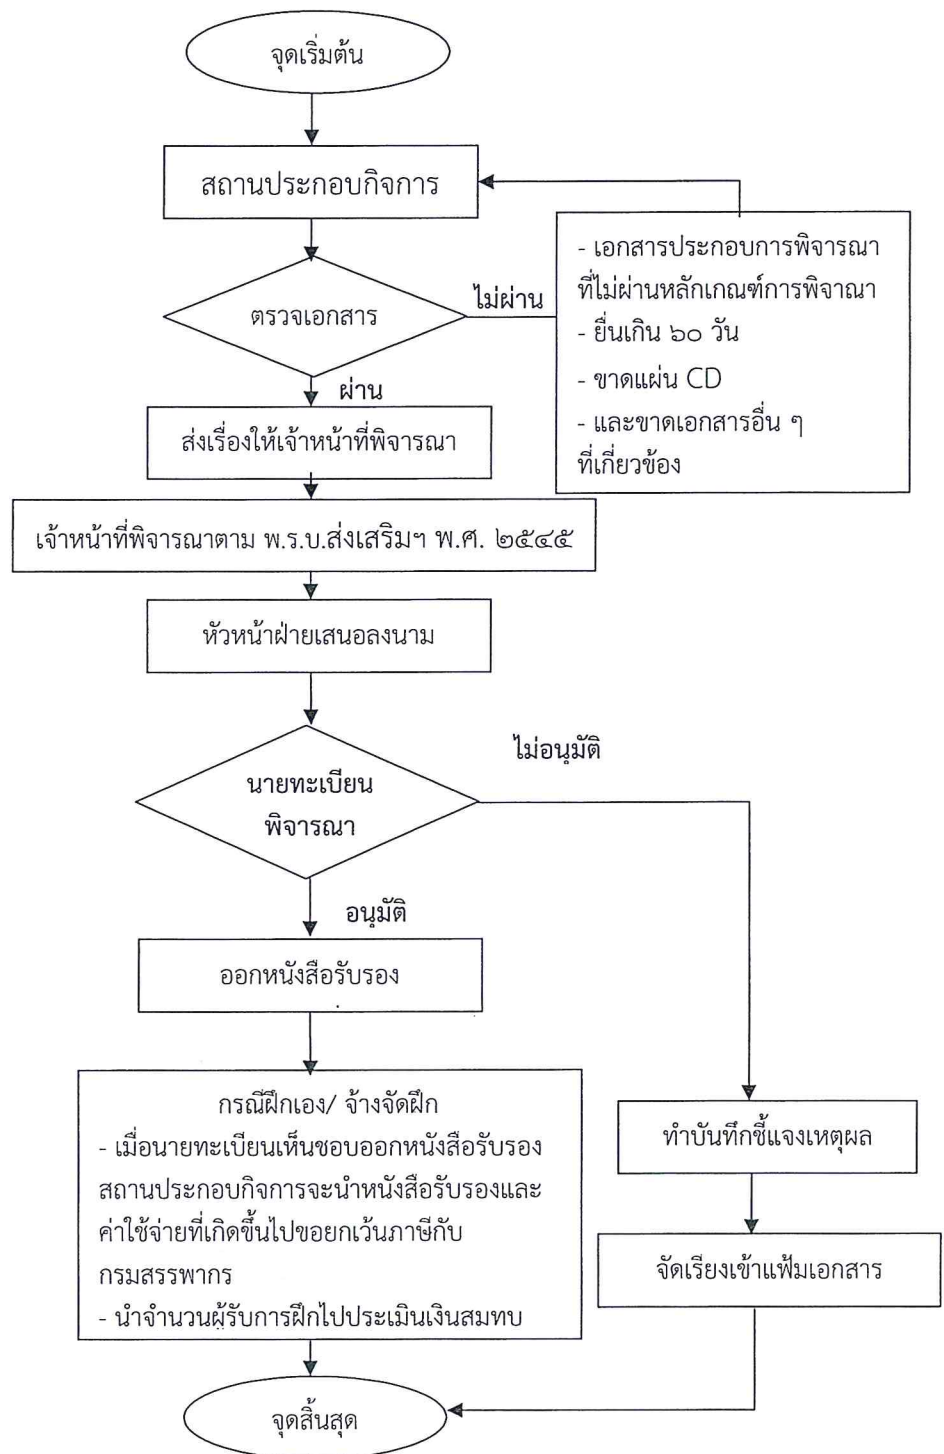 จุดเริ่มต้น
สถานประกอบกิจการ
ตรวจเอกสาร
ไม่ผ่าน
- เอกสารประกอบการพิจารณา
ที่ไม่ผ่านหลักเกณฑ์การพิจาณา
- ยื่นเกิน ๖๐ วัน
- ขาดแผ่น CD
- และขาดเอกสารอื่น ๆ
ที่เกี่ยวข้อง
ผ่าน
ส่งเรื่องให้เจ้าหน้าที่พิจารณา
เจ้าหน้าที่พิจารณาตาม พ.ร.บ.ส่งเสริมฯ พ.ศ. ๒๕๔๕
หัวหน้าฝ่ายเสนอลงนาม
นายทะเบียน
พิจารณา
ไม่อนุมัติ
อนุมัติ
ออกหนังสือรับรอง
กรณีฝึกเอง/ จ้างจัดฝึก
- เมื่อนายทะเบียนเห็นชอบออกหนังสือรับรอง
สถานประกอบกิจการจะนำหนังสือรับรองและ
ค่าใช้จ่ายที่เกิดขึ้นไปขอยกเว้นภาษีกับ
กรมสรรพากร
- นำจำนวนผู้รับการฝึกไปประเมินเงินสมทบ
ทำบันทึกชี้แจงเหตุผล
จัดเรียงเข้าแฟ้มเอกสาร
จุดสิ้นสุด